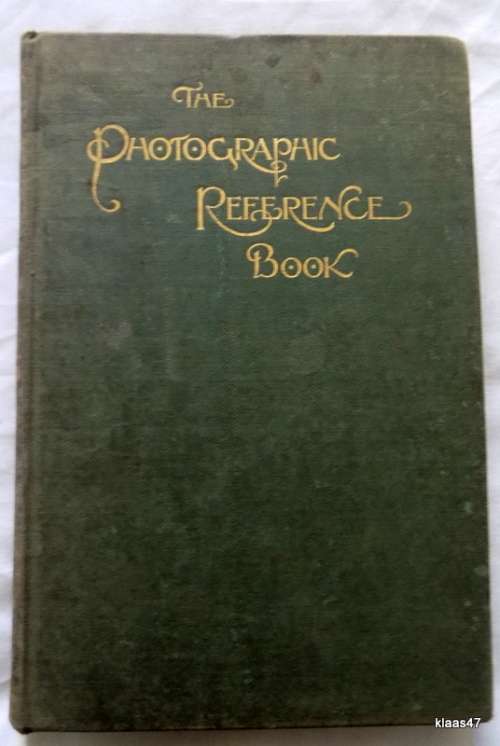 The
Photographic
Reference
Book
klaas47